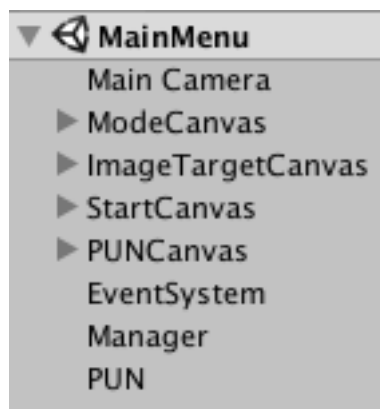 MainMenu
Main Camera
ModeCanvas
ImageTargetCanvas
StartCanvas
PUNCanvas
EventSystem
Manager
PUN